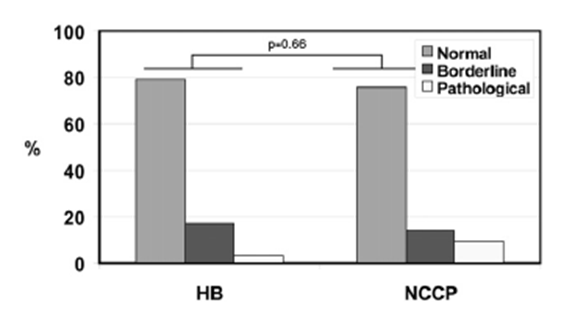 100
80
60
40
20
0
%
p=0.66
Normal
Borderline
Pathological
HB
NCCP